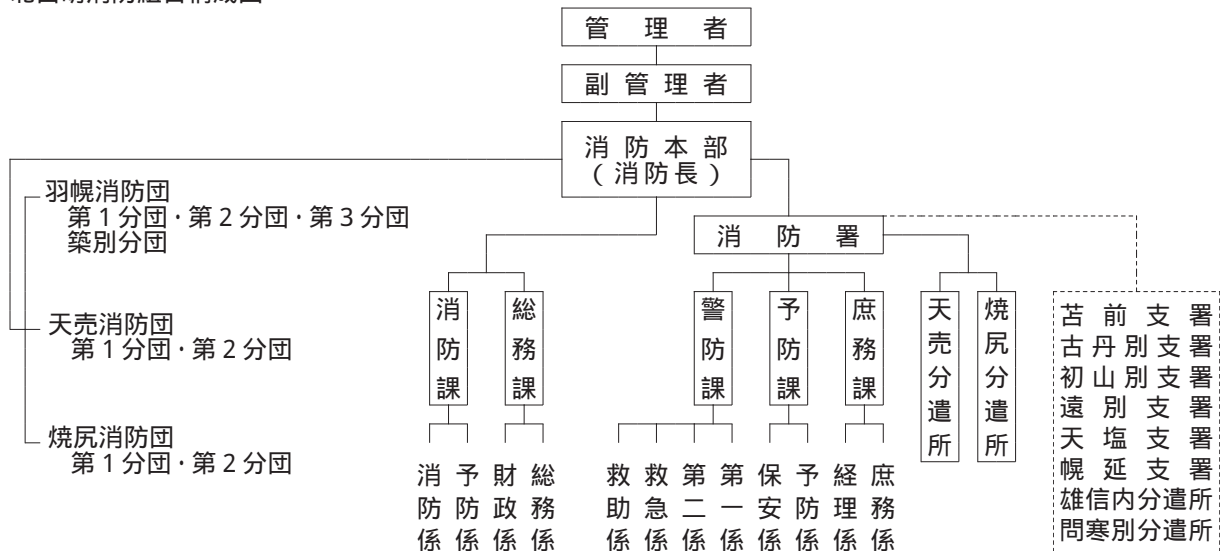 管理者
副管理者
消防本部
(消防長)
羽幌消防団
第1分団・第2分団・第3分団
築別分団
天売消防団
第1分団・第2分団
焼尻消防団
第1分団・第2分団
消防署
消防課
総務課
警防課
予防課
庶務課
天売分遣所
焼尻分遣所
消防係
予防係
財政係
総務係
救助係
救急係
第二係
第一係
保安係
予防係
経理係
庶務係
苫前支署
古丹別支署
初山別支署
遠別支署
天塩支署
幌延支署
雄信内分遣所
問寒別分遣所